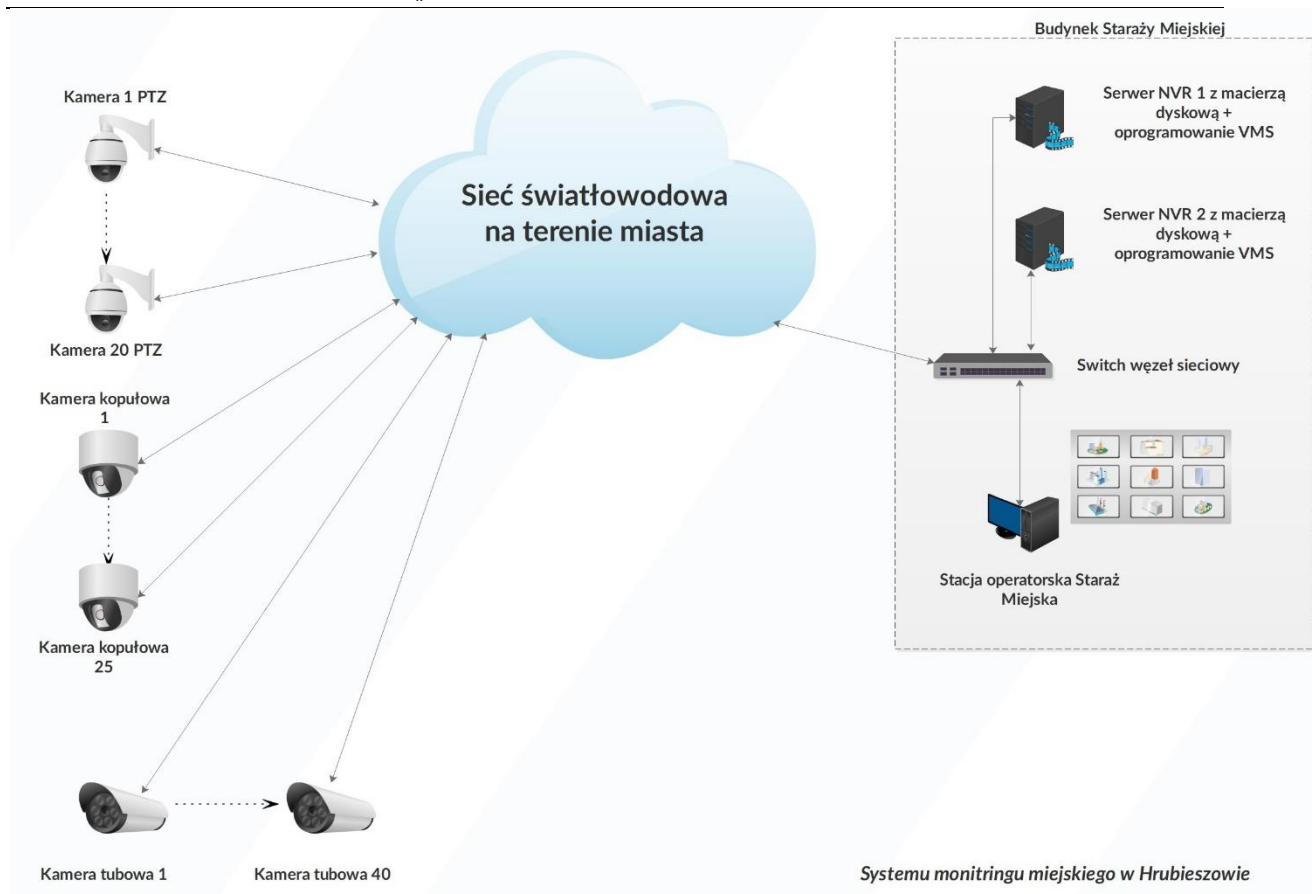 Budynek Staraży Miejskiej
Kamera 1 PTZ
Serwer NVR 1 z macierzą
dyskową +
oprogramowanie VMS
Sieć światłowodowa
na terenie miasta
Serwer NVR 2 z macierzą
dyskową +
oprogramowanie VMS
Kamera 20 PTZ
Switch węzeł sieciowy
Kamera kopułowa
1
Stacja operatorska Staraż
Miejska
Kamera kopułowa
25
Kamera tubowa 1
Kamera tubowa 40
Systemu monitringu miejskiego w Hrubieszowie